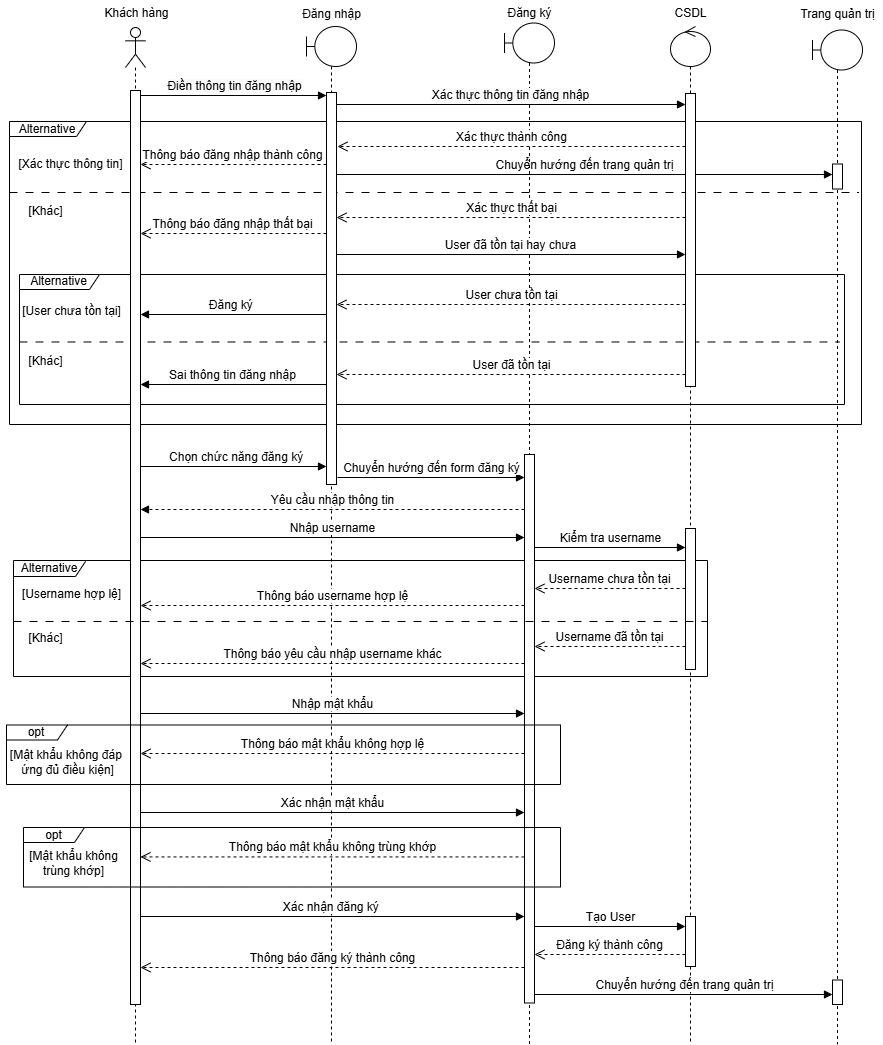 Khách hàng
Đăng nhập
Đăng ký
CSDL
Trang quản trị
Điền thông tin đăng nhập
Xác thực thông tin đăng nhập
Alternative
Xác thực thành công
[Xác thực thông tin]
Thông báo đăng nhập thành công
Chuyển hướng đến trang quản trị
[Khác]
Xác thực thất bại
Thông báo đăng nhập thất bại
User đã tồn tại hay chưa
Alternative
User chưa tồn tại
[User chưa tồn tại]
Đăng ký
[Khác]
User đã tồn tại
Sai thông tin đăng nhập
Chọn chức năng đăng ký
Chuyển hướng đến form đăng ký
Yêu cầu nhập thông tin
Nhập username
Kiểm tra username
Alternative
Username chưa tồn tại
[Username hợp lệ]
Thông báo username hợp lệ
[Khác]
Username đã tồn tại
Thông báo yêu cầu nhập username khác
Nhập mật khẩu
opt
Thông báo mật khẩu không hợp lệ
[Mật khẩu không đáp
ứng đủ điều kiện]
Xác nhận mật khẩu
opt
Thông báo mật khẩu không trùng khớp
[Mật khẩu không
trùng khớp]
Xác nhận đăng ký
Tạo User
Đăng ký thành công
Thông báo đăng ký thành công
Chuyển hướng đến trang quản trị